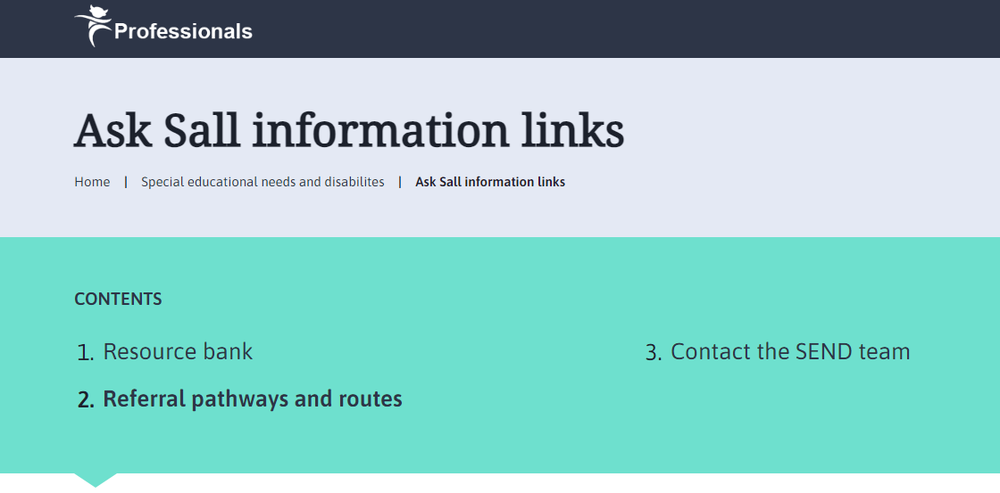 Professionals
Ask Sall information links
Home | Special educational needs and disabilites | Ask Sall information links
CONTENTS
1. Resource bank
2. Referral pathways and routes
3. Contact the SEND team